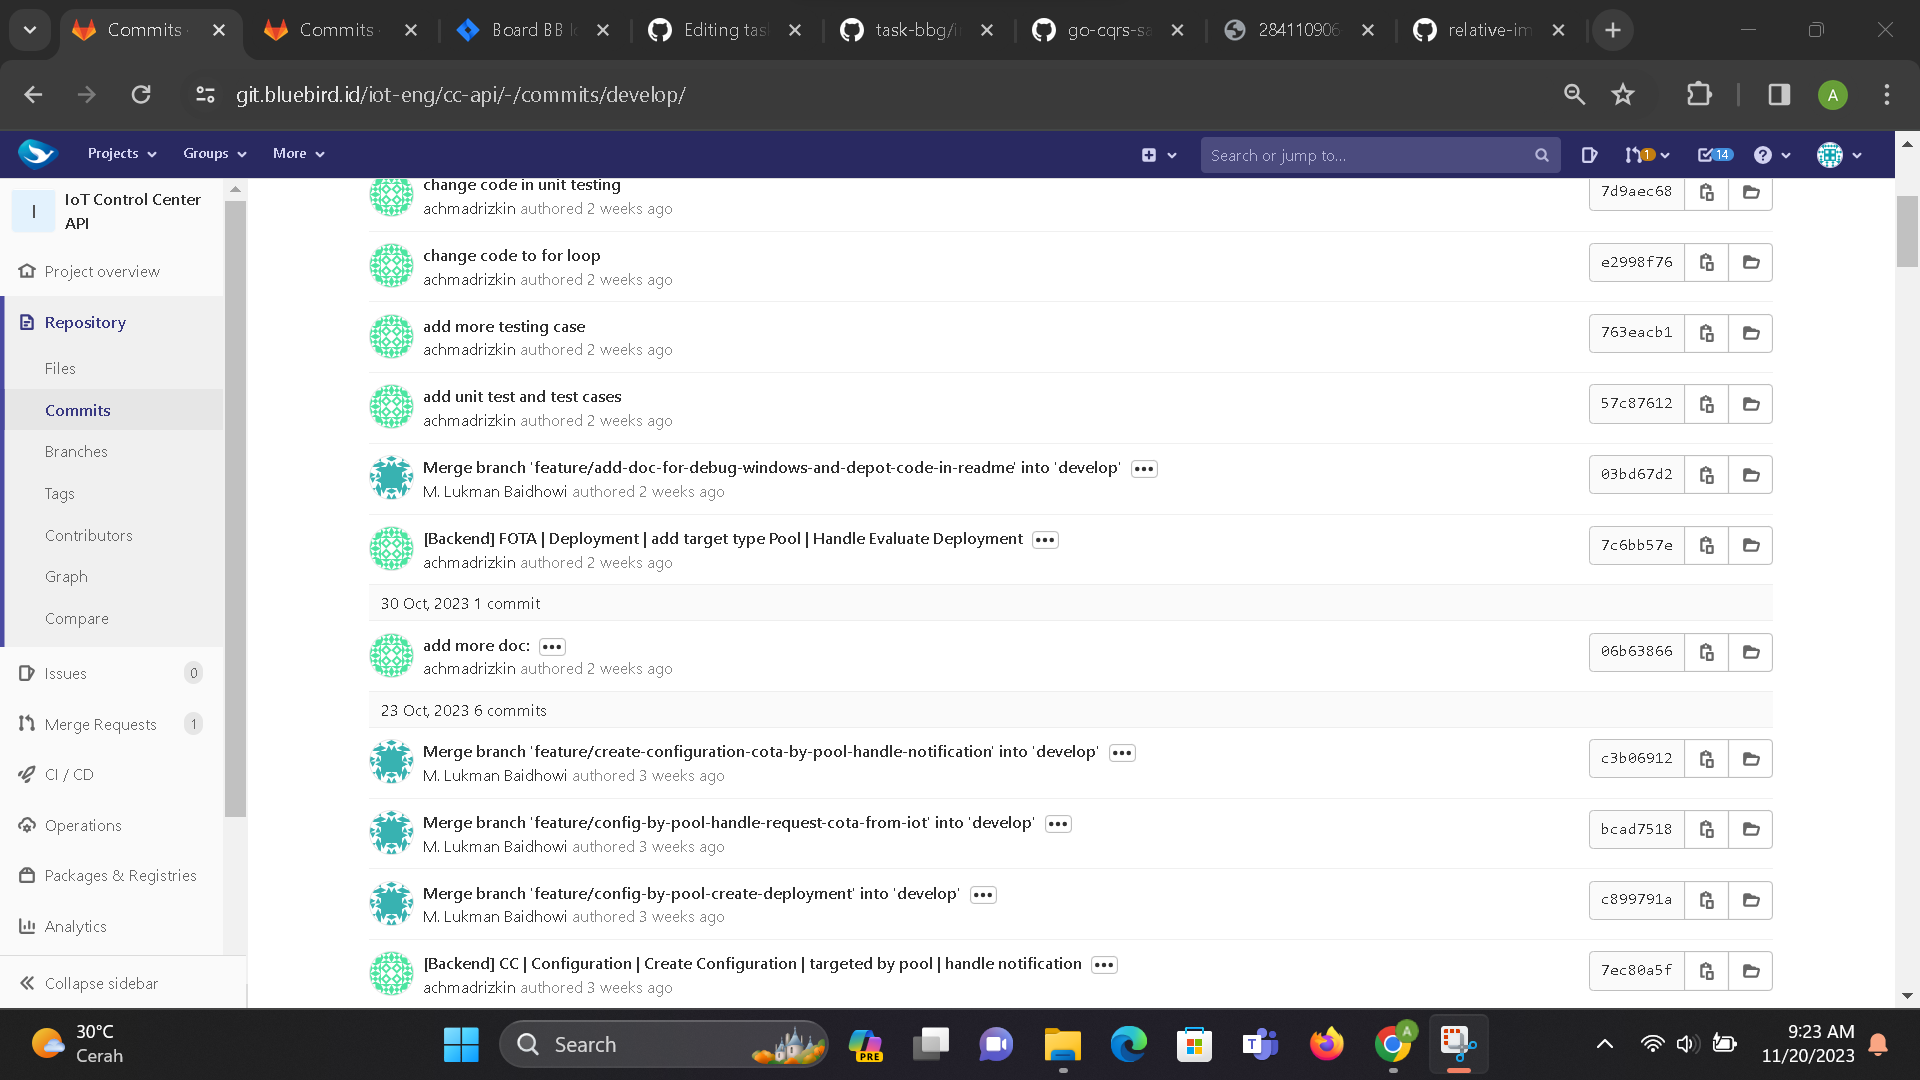 Commits
Commits
Board BB
Editing
task-bbg/
go-cqrs-sa
284110906
relative-im
git.bluebird.id/iot-eng/cc-api/-/commits/develop/
A
Projects
Groups
More
Search or jump to...
1
14
I
IoT Control Center
API
Project overview
Repository
Files
Commits
Branches
Tags
Contributors
Graph
Compare
Issues
0
Merge Requests
1
CI / CD
Operations
Packages & Registries
Analytics
Collapse sidebar
change code in unit testing
7d9aec68
achmadrizkin authored 2 weeks ago
change code to for loop
e2998f76
achmadrizkin authored 2 weeks ago
add more testing case
763eacb1
achmadrizkin authored 2 weeks ago
add unit test and test cases
57c87612
achmadrizkin authored 2 weeks ago
Merge branch 'feature/add-doc-for-debug-windows-and-depot-code-in-readme' into 'develop'
03bd67d2
M. Lukman Baidhowi authored 2 weeks ago
[Backend] FOTA | Deployment | add target type Pool | Handle Evaluate Deployment
7c6bb57e
achmadrizkin authored 2 weeks ago
30 Oct, 2023 1 commit
add more doc:
06b63866
achmadrizkin authored 2 weeks ago
23 Oct, 2023 6 commits
Merge branch 'feature/create-configuration-cota-by-pool-handle-notification' into 'develop'
c3b06912
M. Lukman Baidhowi authored 3 weeks ago
Merge branch 'feature/config-by-pool-handle-request-cota-from-iot' into 'develop'
bcad7518
M. Lukman Baidhowi authored 3 weeks ago
Merge branch 'feature/config-by-pool-create-deployment' into 'develop'
c899791a
M. Lukman Baidhowi authored 3 weeks ago
[Backend] CC | Configuration | Create Configuration | targeted by pool | handle notification
7ec80a5f
achmadrizkin authored 3 weeks ago
30°C
Cerah
Search
PRE
A
9:23 AM
11/20/2023